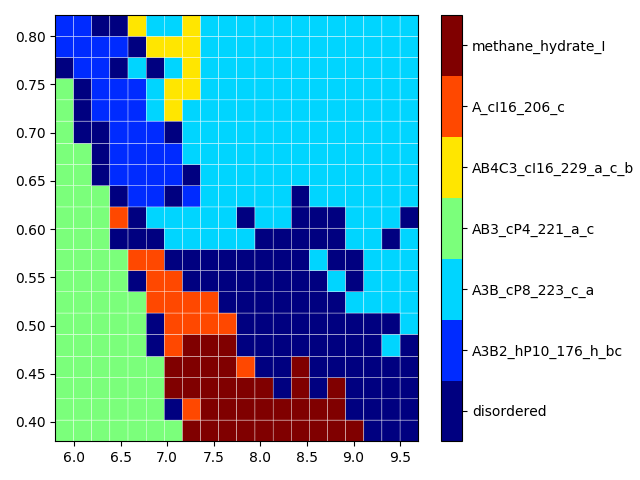 0.80
0.75
0.70
0.65
0.60
0.55
0.50
0.45
0.40
6.0 6.5 7.0 7.5 8.0 8.5 9.0 9.5
methane_hydrate_I
A_cI16_206_c
AB4C3_cI16_229_a_c_b
AB3_cP4_221_a_c
A3B_cP8_223_c_a
A3B2_hP10_176_h_bc
disordered